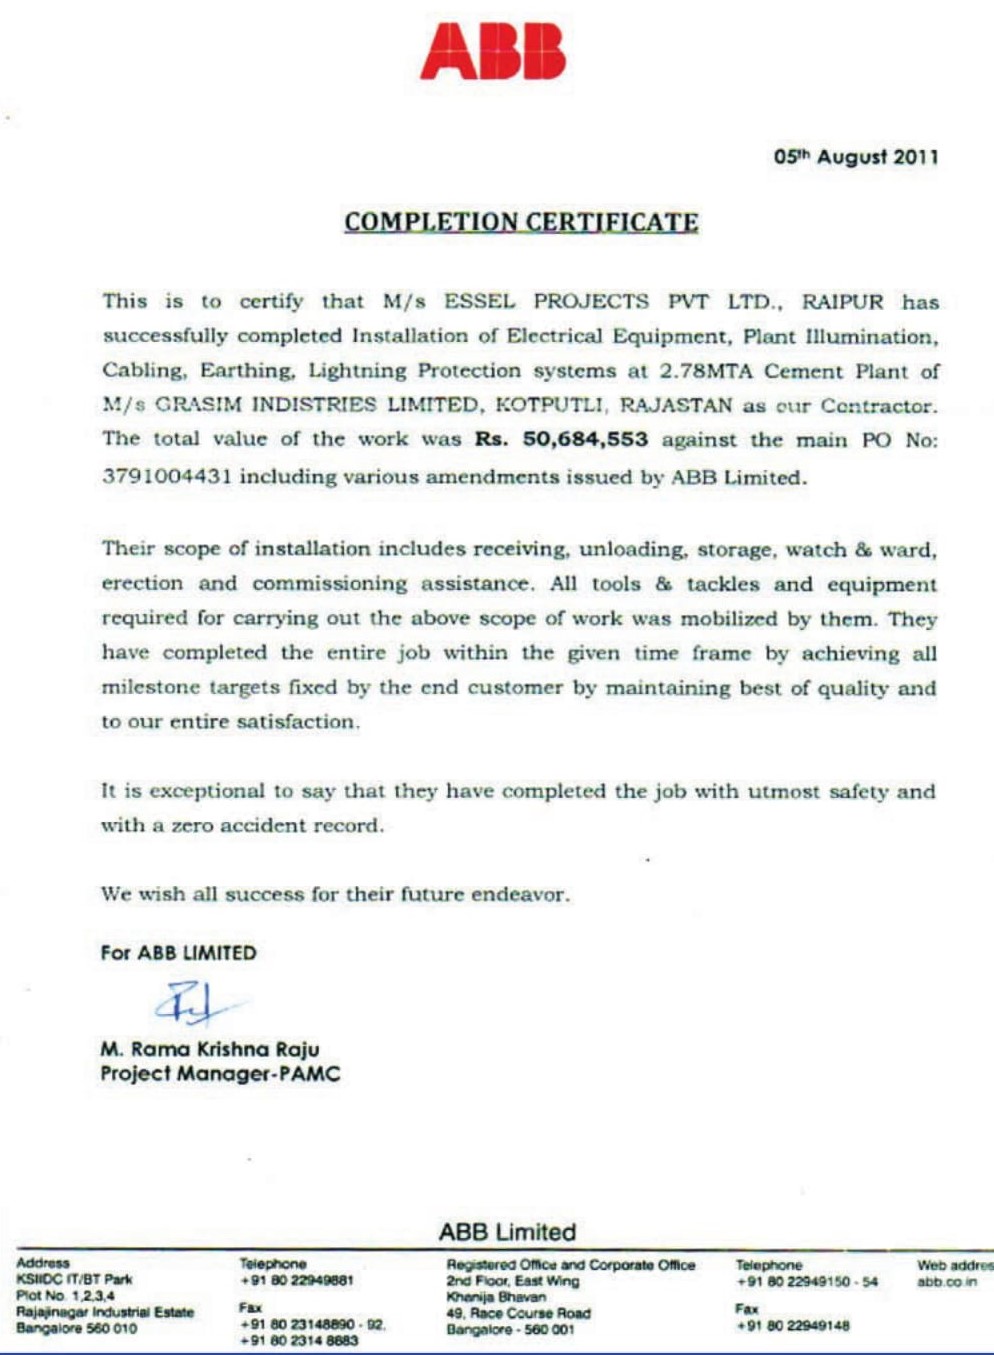 ABB
05th August 2011
COMPLETION CERTIFICATE
This is to certify that M/s ESSEL PROJECTS PVT LTD., RAIPUR has
successfully completed Installation of Electrical Equipment, Plant Illumination,
Cabling, Earthing, Lightning Protection systems at 2.78MTA Cement Plant of
M/s GRASIM INDISTRIES LIMITED, KOTPUTLI, RAJASTAN as our Contractor.
The total value of the work was Rs. 50,684,553 against the main PO No:
3791004431 including various amendments issued by ABB Limited.
Their scope of installation includes receiving, unloading, storage, watch & ward,
erection and commissioning assistance. All tools & tackles and equipment
required for carrying out the above scope of work was mobilized by them. They
have completed the entire job within the given time frame by achieving all
milestone targets fixed by the end customer by maintaining best of quality and
to our entire satisfaction.
It is exceptional to say that they have completed the job with utmost safety and
with a zero accident record.
We wish all success for their future endeavor.
For ABB LIMITED
M. Rama Krishna Raju
Project Manager-PAMC
ABB Limited
Address
KSIIDC IT/BT Park
Plot No. 1,2,3,4
Rajajinagar Industrial Estate
Bangalore 560 010
Telephone
+91 80 22949881
Fax
+91 80 23148890 - 92,
+91 80 2314 8683
Registered Office and Corporate Office
2nd Floor, East Wing
Khanija Bhavan
49, Race Course Road
Bangalore - 560 001
Telephone
+91 80 22949150 - 54
Fax
+91 80 22949148
Web addres
abb.co.in